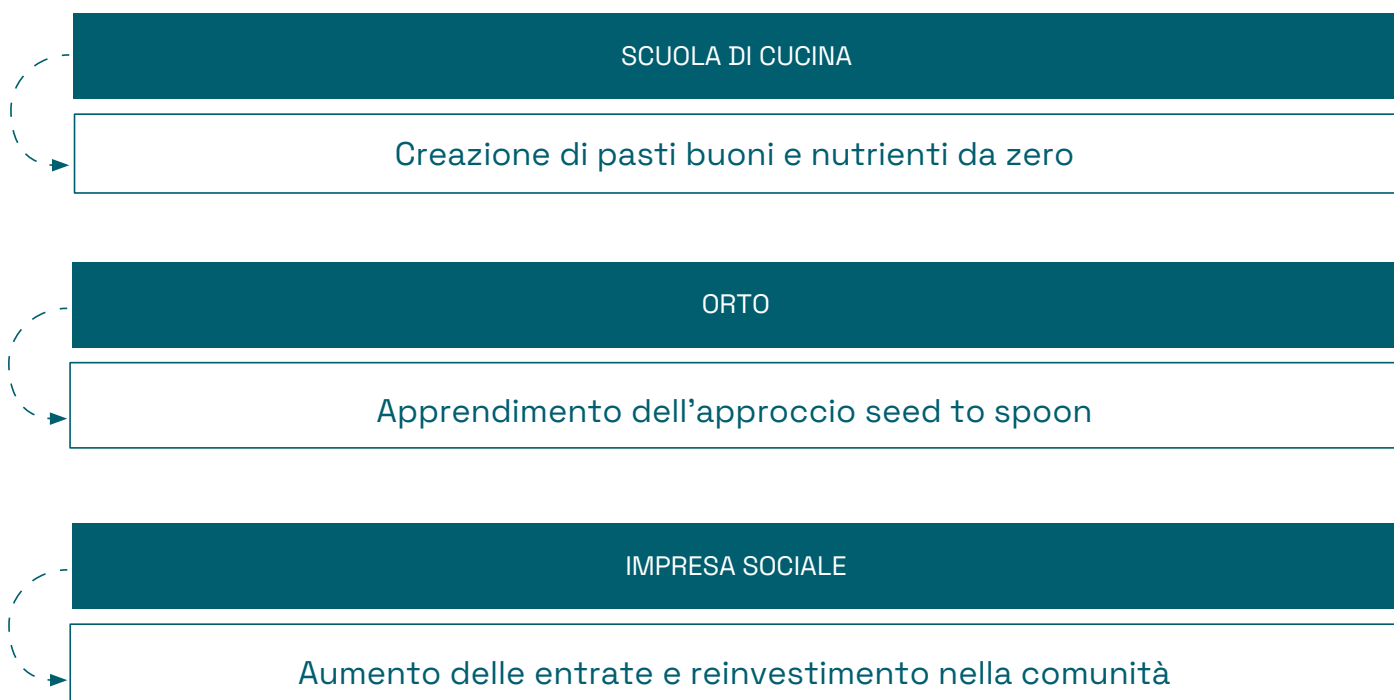 SCUOLA DI CUCINA
Creazione di pasti buoni e nutrienti da zero
ORTO
Apprendimento dell’approccio seed to spoon
IMPRESA SOCIALE
Aumento delle entrate e reinvestimento nella comunità